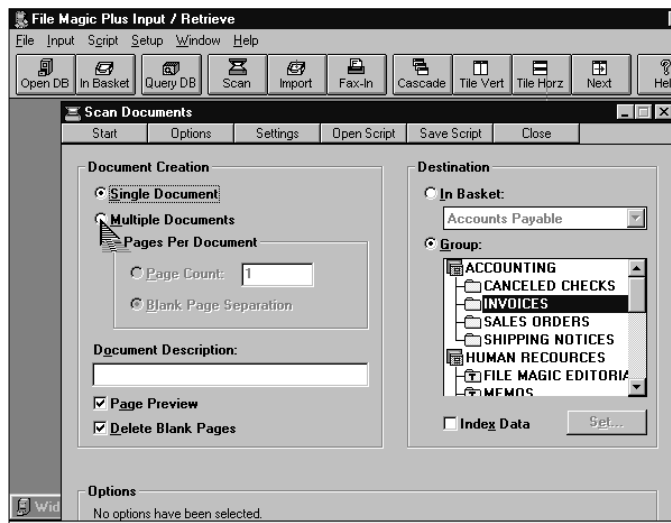 File Magic Plus Input / Retrieve
File Input Script Setup Window Help
Open DB In Basket Query DB Scan Import Fax-In Cascade Tile Vert Tile Horz Next
Scan Documents
Start Options Settings Open Script Save Script Close
Document Creation
Single Document
Multiple Documents
Pages Per Document
Page Count: 1
Blank Page Separation
Document Description:
Page Preview
Delete Blank Pages
Destination
In Basket:
Accounts Payable
Group:
ACCOUNTING
CANCELED CHECKS
INVOICES
SALES ORDERS
SHIPPING NOTICES
HUMAN RECOURCES
FILE MAGIC EDITORIA
MEMOS
Index Data Set...
Options
No options have been selected.
Wid